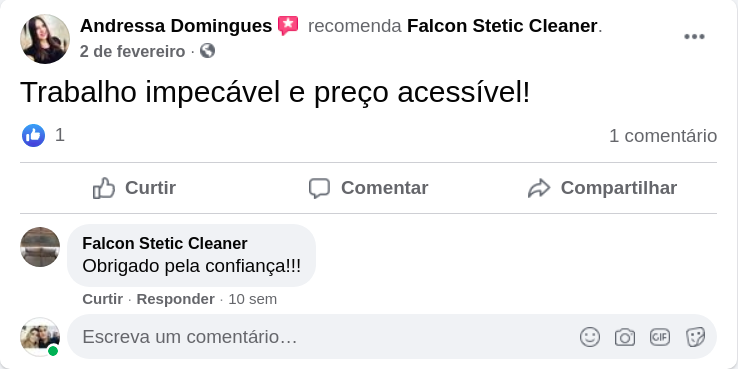 Andressa Domingues recomenda Falcon Stetic Cleaner.
2 de fevereiro ·
Trabalho impecável e preço acessível!
1 1 comentário
Curtir Comentar Compartilhar
Falcon Stetic Cleaner
Obrigado pela confiança!!!
Curtir · Responder · 10 sem
Escreva um comentário… GIF